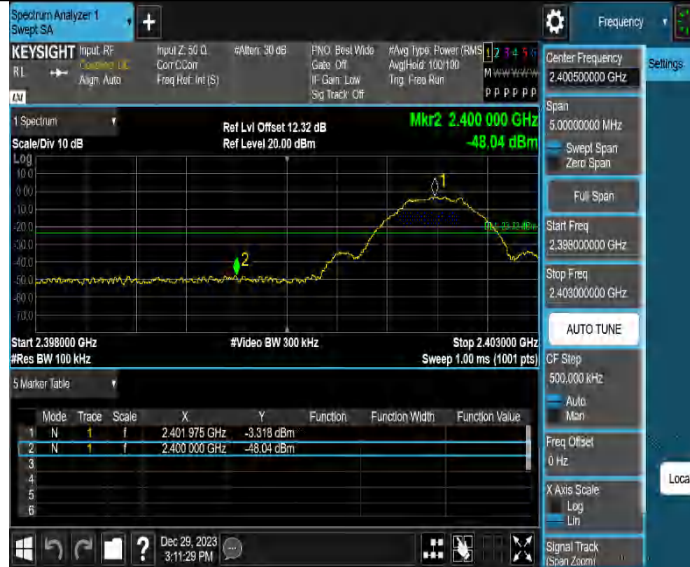 Spectrum Analyzer 1
Swept SA
Frequency
KEYSIGHT
Input: RF
Coupling: DC
Align: Auto
Input Z: 50 Ω
Corr CCorr
Freq Ref: Int (S)
#Atten: 30 dB
PNO: Best Wide
Gate: Off
IF Gain: Low
Sig Track: Off
#Avg Type: Power (RMS
Avg|Hold: 100/100
Trig: Free Run
1 2 3 4 5 6
M W W W W W
P P P P P P
RL
LXI
1 Spectrum
Scale/Div 10 dB
Ref Lvl Offset 12.32 dB
Ref Level 20.00 dBm
Mkr2 2.400 000 GHz
-48.04 dBm
Log
10.0
0.00
-10.0
-20.0
-30.0
-40.0
-50.0
-60.0
-70.0
1
2
Start 2.398000 GHz
#Res BW 100 kHz
#Video BW 300 kHz
Stop 2.403000 GHz
Sweep 1.00 ms (1001 pts)
5 Marker Table
Mode Trace Scale X Y Function Function Width Function Value
1 N 1 f 2.401 975 GHz -3.318 dBm
2 N 1 f 2.400 000 GHz -48.04 dBm
3
4
5
6
Dec 29, 2023
3:11:29 PM
Center Frequency
2.400500000 GHz
Settings
Span
5.00000000 MHz
Swept Span
Zero Span
Full Span
Start Freq
2.398000000 GHz
Stop Freq
2.403000000 GHz
AUTO TUNE
CF Step
500.000 kHz
Auto
Man
Freq Offset
0 Hz
X Axis Scale
Log
Lin
Signal Track
(Span Zoom)
Loca